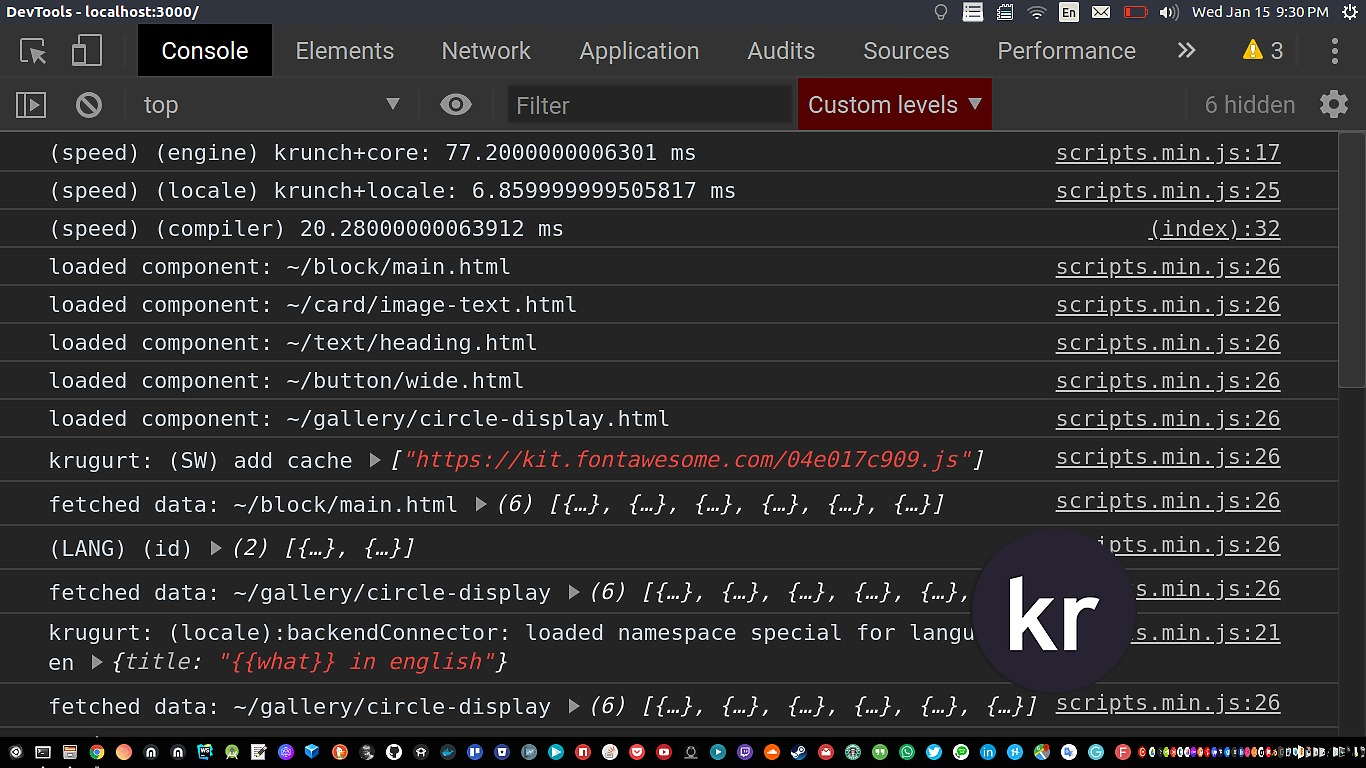 DevTools - localhost:3000/
En
Wed Jan 15 9:30 PM
Console Elements Network Application Audits Sources Performance » 3
top Filter Custom levels 6 hidden
(speed) (engine) krunch+core: 77.2000000006301 ms scripts.min.js:17
(speed) (locale) krunch+locale: 6.859999999505817 ms scripts.min.js:25
(speed) (compiler) 20.28000000063912 ms (index):32
loaded component: ~/block/main.html scripts.min.js:26
loaded component: ~/card/image-text.html scripts.min.js:26
loaded component: ~/text/heading.html scripts.min.js:26
loaded component: ~/button/wide.html scripts.min.js:26
loaded component: ~/gallery/circle-display.html scripts.min.js:26
krugurt: (SW) add cache ▶ ["https://kit.fontawesome.com/04e017c909.js"] scripts.min.js:26
fetched data: ~/block/main.html ▶ (6) [{…}, {…}, {…}, {…}, {…}, {…}] scripts.min.js:26
(LANG) (id) ▶ (2) [{…}, {…}] ipts.min.js:26
fetched data: ~/gallery/circle-display ▶ (6) [{…}, {…}, {…}, {…}, {…}, s.min.js:26
krugurt: (locale):backendConnector: loaded namespace special for langu s.min.js:21
en ▶ {title: "{{what}} in english"}
kr
fetched data: ~/gallery/circle-display ▶ (6) [{…}, {…}, {…}, {…}, {…}, {…}] scripts.min.js:26